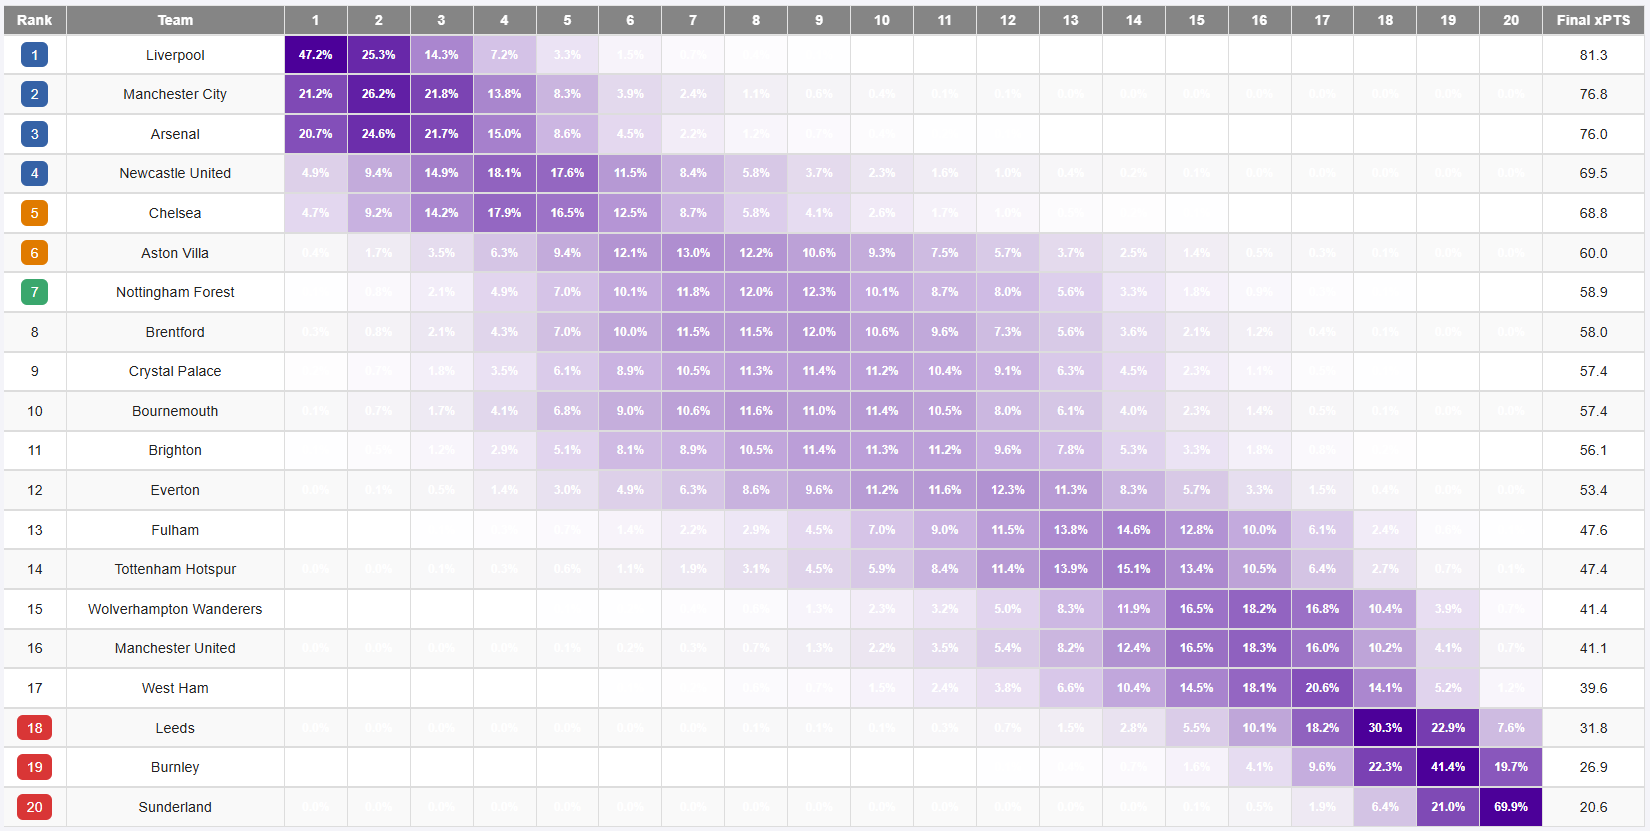 Rank Team 1 2 3 4 5 6 7 8 9 10 11 12 13 14 15 16 17 18 19 20 Final xPTS
1 Liverpool 47.2% 25.3% 14.3% 7.2% 3.3% 1.5% 0.7% 81.3
2 Manchester City 21.2% 26.2% 21.8% 13.8% 8.3% 3.9% 2.4% 1.1% 0.6% 0.4% 0.1% 0.1% 0.0% 0.0% 0.0% 0.0% 0.0% 0.0% 0.0% 0.0% 76.8
3 Arsenal 20.7% 24.6% 21.7% 15.0% 8.6% 4.5% 2.2% 1.2% 76.0
4 Newcastle United 4.9% 9.4% 14.9% 18.1% 17.6% 11.5% 8.4% 5.8% 3.7% 2.3% 1.6% 1.0% 0.4% 0.2% 0.1% 0.0% 0.0% 0.0% 0.0% 0.0% 69.5
5 Chelsea 4.7% 9.2% 14.2% 17.9% 16.5% 12.5% 8.7% 5.8% 4.1% 2.6% 1.7% 1.0% 68.8
6 Aston Villa 0.4% 1.7% 3.5% 6.3% 9.4% 12.1% 13.0% 12.2% 10.6% 9.3% 7.5% 5.7% 3.7% 2.5% 1.4% 0.5% 0.3% 0.1% 0.0% 0.0% 60.0
7 Nottingham Forest 2.1% 4.9% 7.0% 10.1% 11.8% 12.0% 12.3% 10.1% 8.7% 8.0% 5.6% 3.3% 1.8% 58.9
8 Brentford 0.3% 0.8% 2.1% 4.3% 7.0% 10.0% 11.5% 11.5% 12.0% 10.6% 9.6% 7.3% 5.6% 3.6% 2.1% 1.2% 0.4% 0.1% 0.0% 0.0% 58.0
9 Crystal Palace 1.8% 3.5% 6.1% 8.9% 10.5% 11.3% 11.4% 11.2% 10.4% 9.1% 6.3% 4.5% 2.3% 1.1% 57.4
10 Bournemouth 0.1% 0.7% 1.7% 4.1% 6.8% 9.0% 10.6% 11.6% 11.0% 11.4% 10.5% 8.0% 6.1% 4.0% 2.3% 1.4% 0.5% 0.1% 0.0% 0.0% 57.4
11 Brighton 1.2% 2.9% 5.1% 8.1% 8.9% 10.5% 11.4% 11.3% 11.2% 9.6% 7.8% 5.3% 3.3% 1.8% 56.1
12 Everton 0.0% 0.1% 0.5% 1.4% 3.0% 4.9% 6.3% 8.6% 9.6% 11.2% 11.6% 12.3% 11.3% 8.3% 5.7% 3.3% 1.5% 0.4% 0.0% 0.0% 53.4
13 Fulham 1.4% 2.2% 2.9% 4.5% 7.0% 9.0% 11.5% 13.8% 14.6% 12.8% 10.0% 6.1% 2.4% 47.6
14 Tottenham Hotspur 0.0% 0.0% 0.1% 0.3% 0.6% 1.1% 1.9% 3.1% 4.5% 5.9% 8.4% 11.4% 13.9% 15.1% 13.4% 10.5% 6.4% 2.7% 0.7% 0.1% 47.4
15 Wolverhampton Wanderers 1.3% 2.3% 3.2% 5.0% 8.3% 11.9% 16.5% 18.2% 16.8% 10.4% 3.9% 41.4
16 Manchester United 0.0% 0.0% 0.0% 0.0% 0.1% 0.2% 0.3% 0.7% 1.3% 2.2% 3.5% 5.4% 8.2% 12.4% 16.5% 18.3% 16.0% 10.2% 4.1% 0.7% 41.1
17 West Ham 1.5% 2.4% 3.8% 6.6% 10.4% 14.5% 18.1% 20.6% 14.1% 5.2% 1.2% 39.6
18 Leeds 0.0% 0.0% 0.0% 0.0% 0.0% 0.0% 0.0% 0.1% 0.1% 0.1% 0.3% 0.7% 1.5% 2.8% 5.5% 10.1% 18.2% 30.3% 22.9% 7.6% 31.8
19 Burnley 1.6% 4.1% 9.6% 22.3% 41.4% 19.7% 26.9
20 Sunderland 0.0% 0.0% 0.0% 0.0% 0.0% 0.0% 0.0% 0.0% 0.0% 0.0% 0.0% 0.0% 0.0% 0.0% 0.1% 0.5% 1.9% 6.4% 21.0% 69.9% 20.6